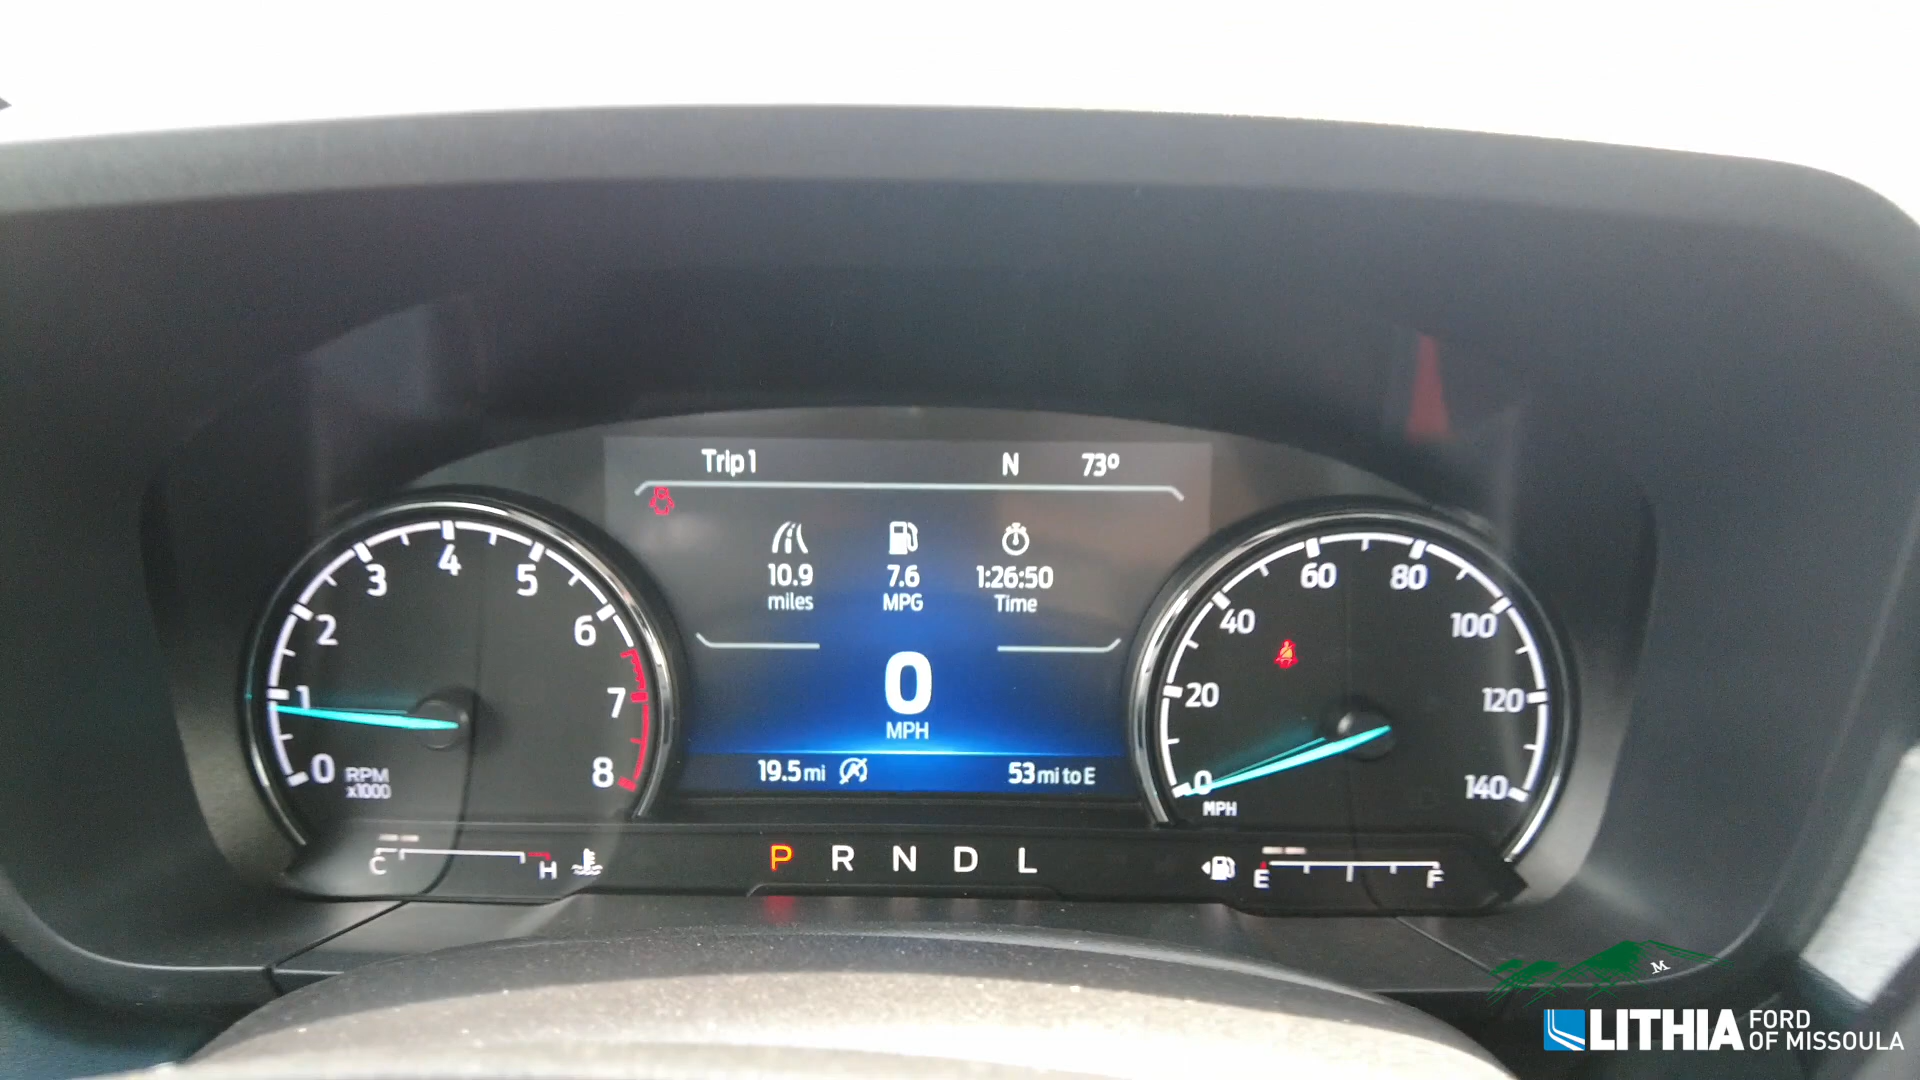 Trip 1 N 73º
10.9 7.6 1:26:50
miles MPG Time
0
MPH
19.5 mi 53 mi to E
0 1 2 3 4 5 6 7 8
RPM
x1000
0 20 40 60 80 100 120 140
MPH
C H
P R N D L
E F
M
LITHIA FORD
OF MISSOULA